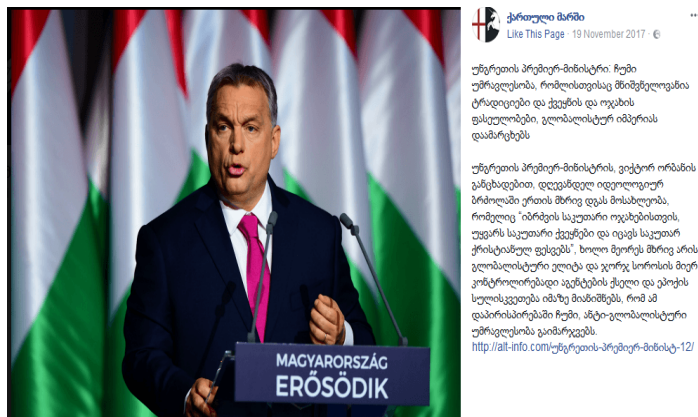 ქართული მარში
Like This Page · 19 November 2017 ·
უნგრეთის პრემიერ-მინისტრი: ჩუმი
უმრავლესობა, რომლისთვისაც მნიშვნელოვანია
ტრადიციები და ქვეყნის და ოჯახის
ფასეულობები, გლობალისტურ იმპერიას
დაამარცხებს
უნგრეთის პრემიერ-მინისტრის, ვიქტორ ორბანის
განცხადებით, დღევანდელ იდეოლოგიურ
ბრძოლაში ერთის მხრივ დგას მოსახლეობა,
რომელიც “იბრძვის საკუთარი ოჯახებისთვის,
უყვარს საკუთარი ქვეყნები და იცავს საკუთარ
ქრისტიანულ ფესვებს”, ხოლო მეორეს მხრივ არის
გლობალისტური ელიტა და ჯორჯ სოროსის მიერ
კონტროლირებადი აგენტების ქსელი და ეპოქის
სულისკვეთება იმაზე მიანიშნებს, რომ ამ
დაპირისპირებაში ჩუმი, ანტი-გლობალისტური
უმრავლესობა გაიმარჯვებს.
http://alt-info.com/უნგრეთის-პრემიერ-მინისტ-12/
MAGYARORSZÁG
ERŐSÖDIK